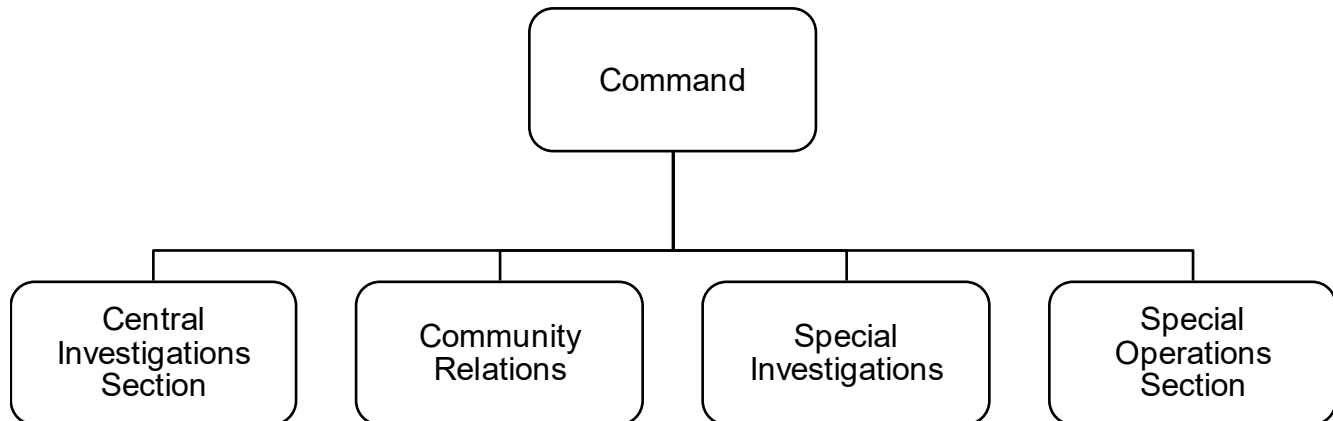 Command
Central
Investigations
Section
Community
Relations
Special
Investigations
Special
Operations
Section